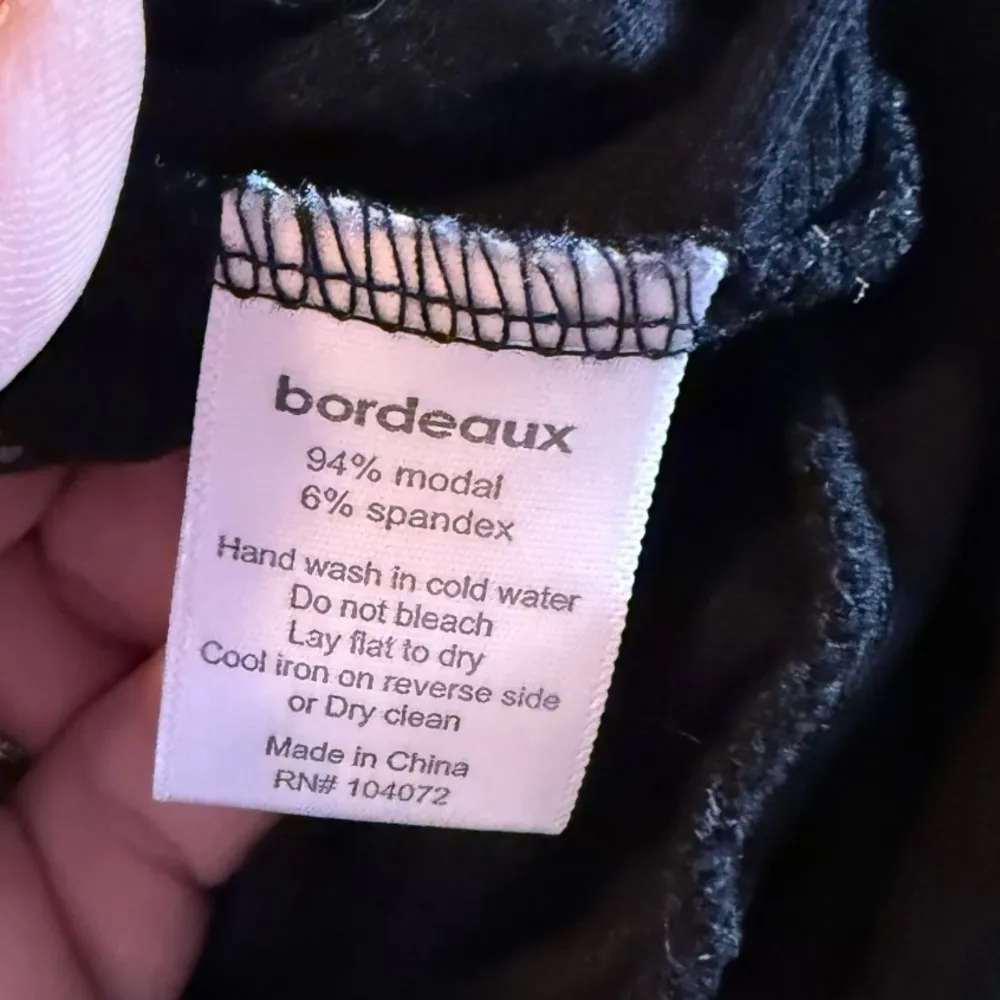 bordeaux
94% modal
6% spandex
Hand wash in cold water
Do not bleach
Lay flat to dry
Cool iron on reverse side
or Dry clean
Made in China
RN# 104072